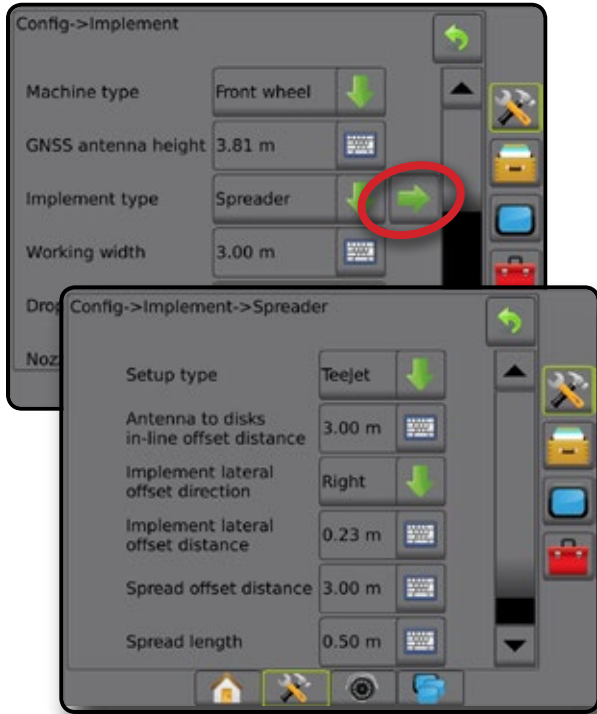 Config->Implement
Machine type Front wheel
GNSS antenna height 3.81 m
Implement type Spreader
Working width 3.00 m
Drop
Noz
Config->Implement->Spreader
Setup type TeeJet
Antenna to disks
in-line offset distance 3.00 m
Implement lateral
offset direction Right
Implement lateral
offset distance 0.23 m
Spread offset distance 3.00 m
Spread length 0.50 m